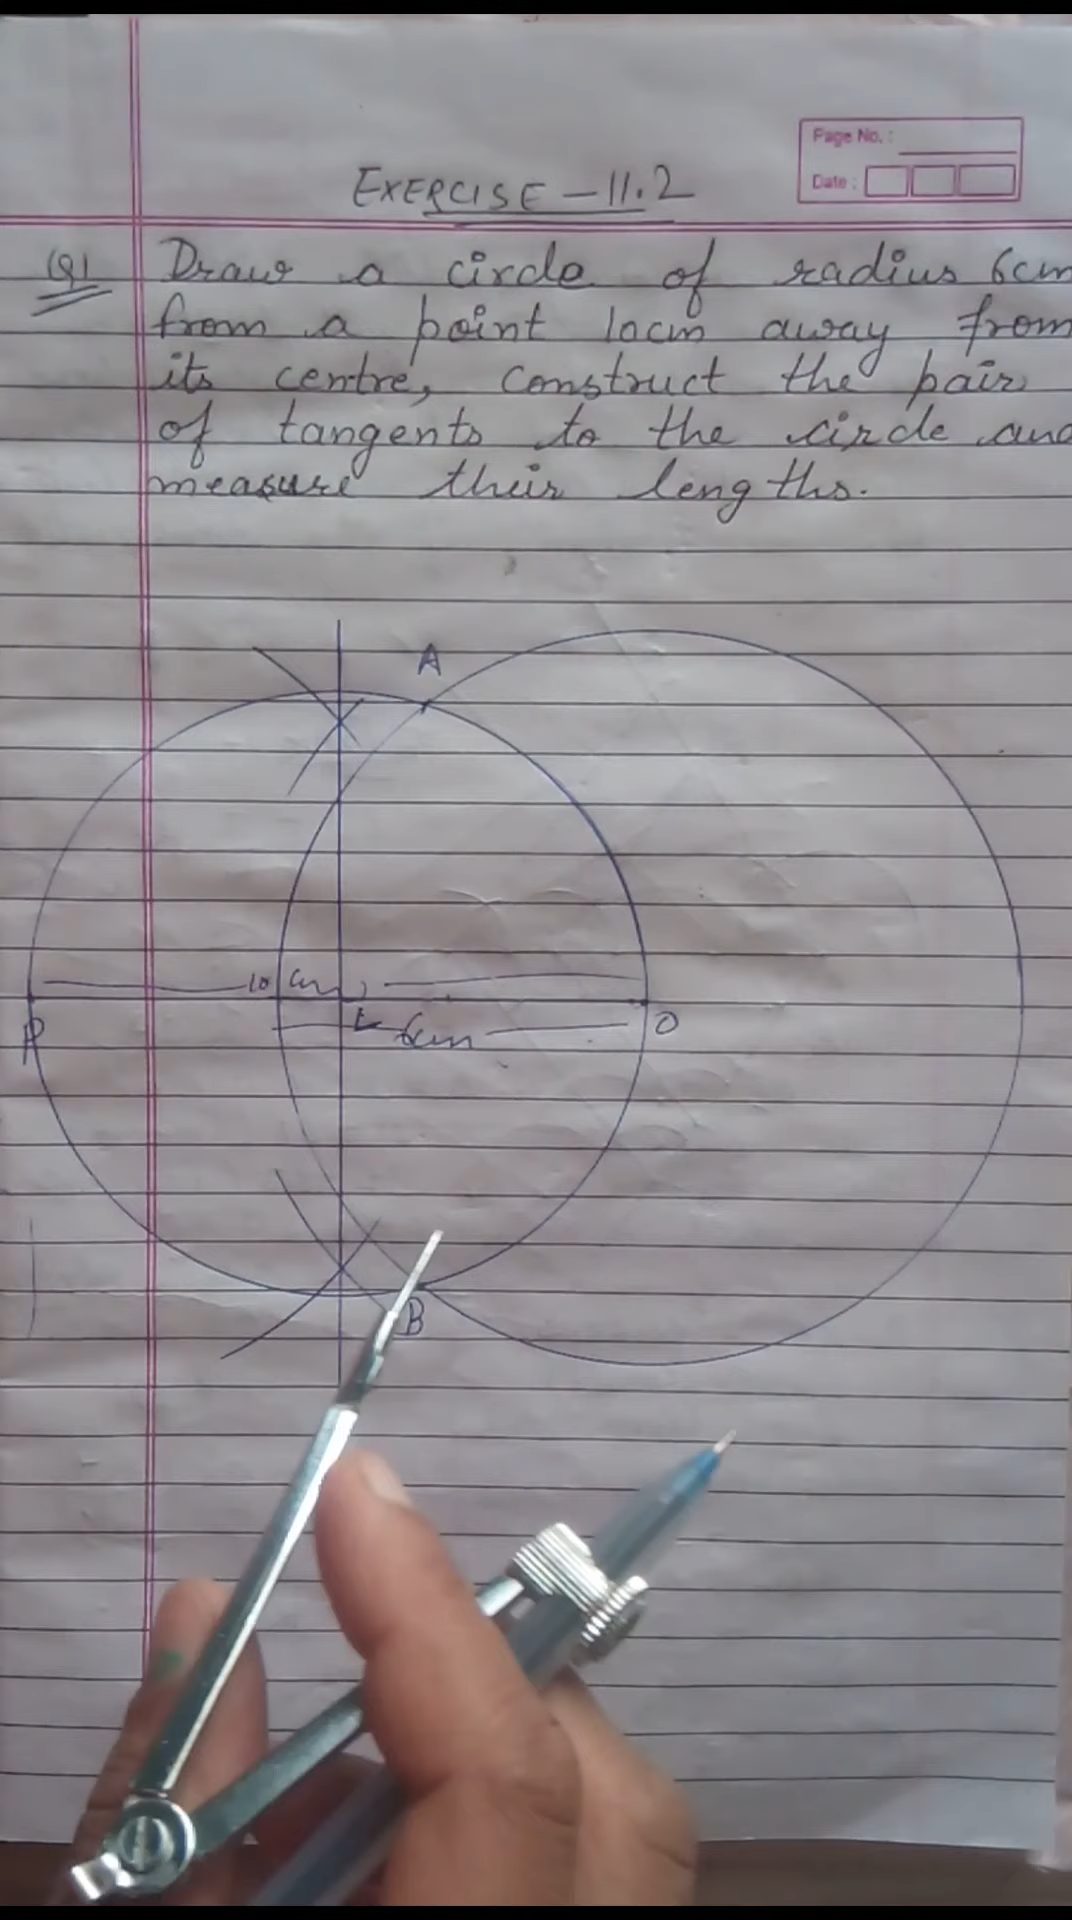 Page No. :
Date :
EXERCISE - 11.2
Q1 Draw a circle of radius 6cm
from a point 10cm away from
its centre, construct the pair
of tangents to the circle and
measure their lengths.
A
10 cm
P
6cm
O
B